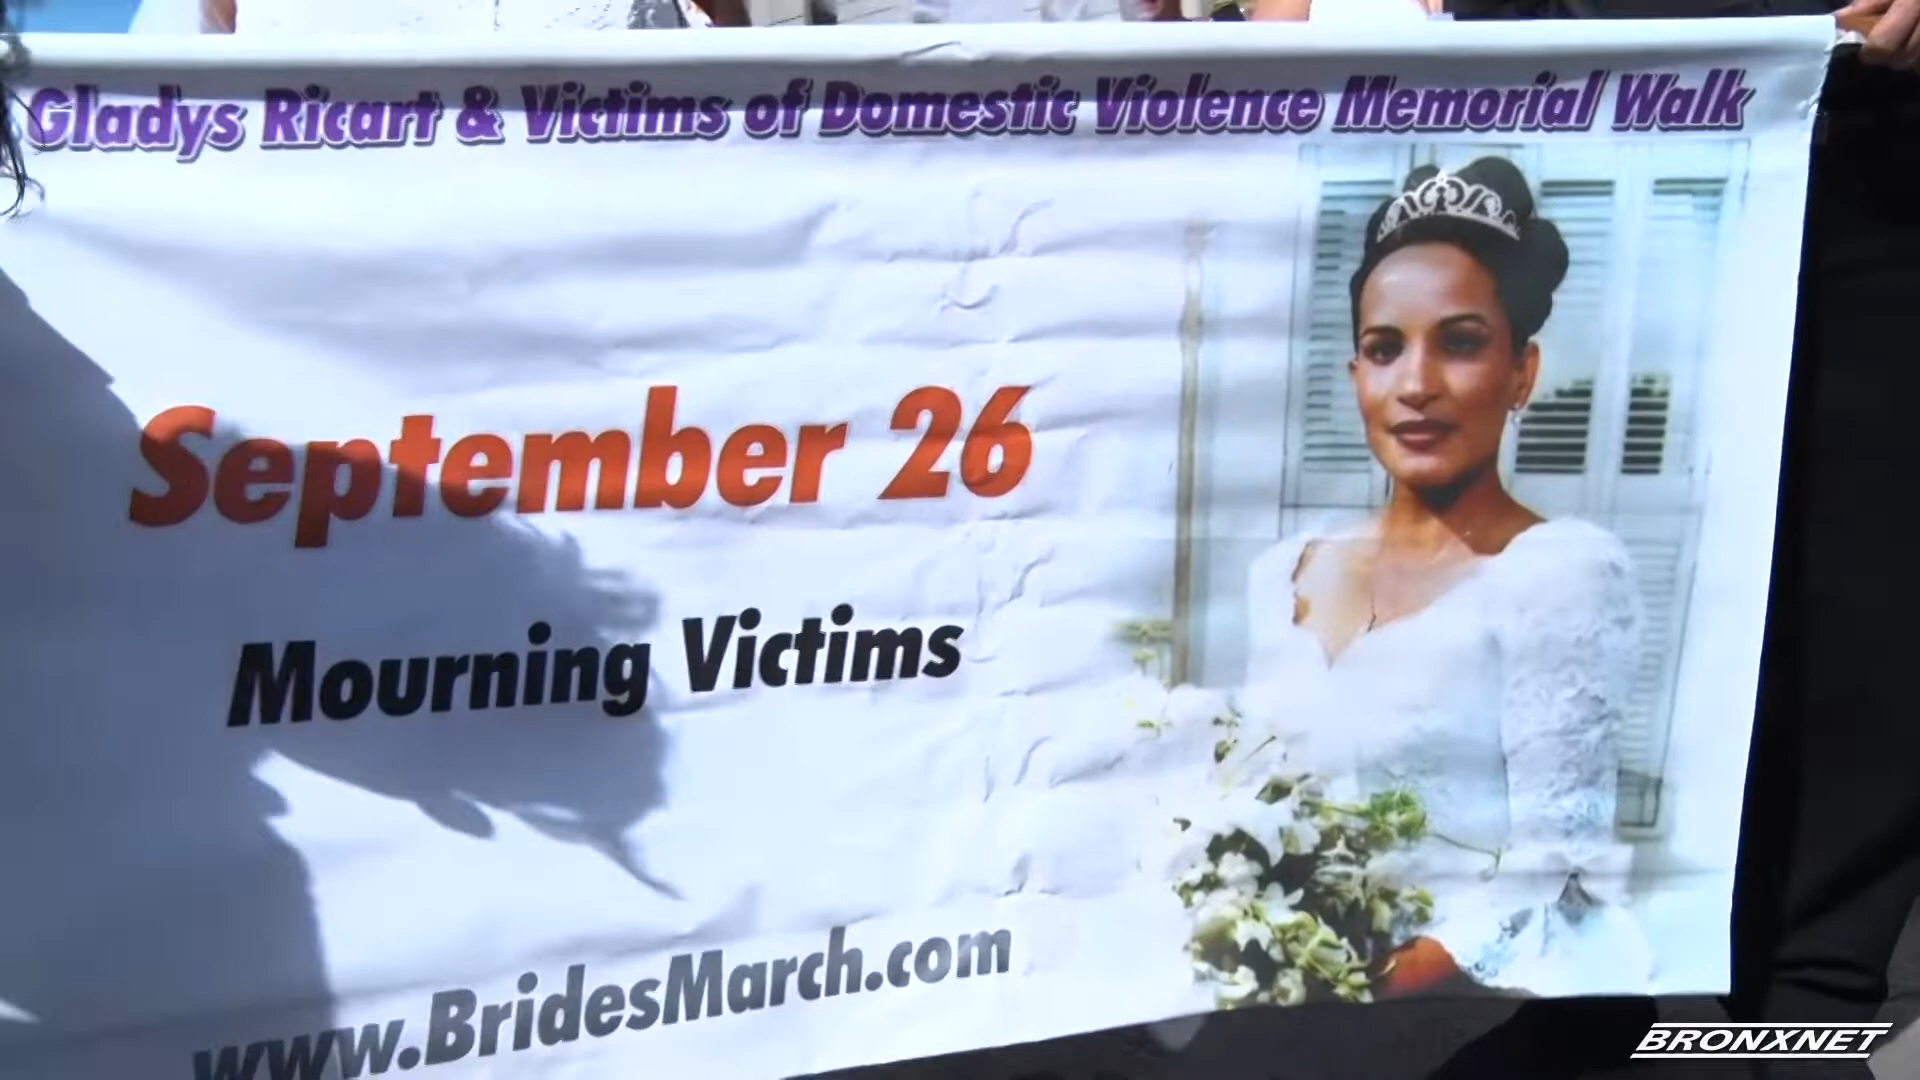 Gladys Ricart & Victims of Domestic Violence Memorial Walk
September 26
Mourning Victims
www.BridesMarch.com
BRONXNET